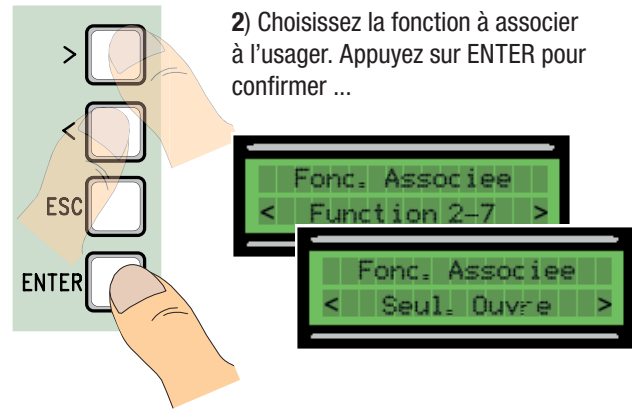 >
<
ESC
ENTER
2) Choisissez la fonction à associer
à l’usager. Appuyez sur ENTER pour
confirmer ...
Fonc. Associee
< Function 2-7 >
Fonc. Associee
< Seul. Ouvre >